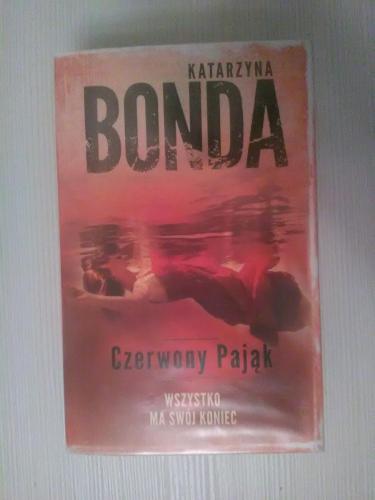 KATARZYNA
BONDA
Czerwony Pająk
WSZYSTKO
MA SWÓJ KONIEC